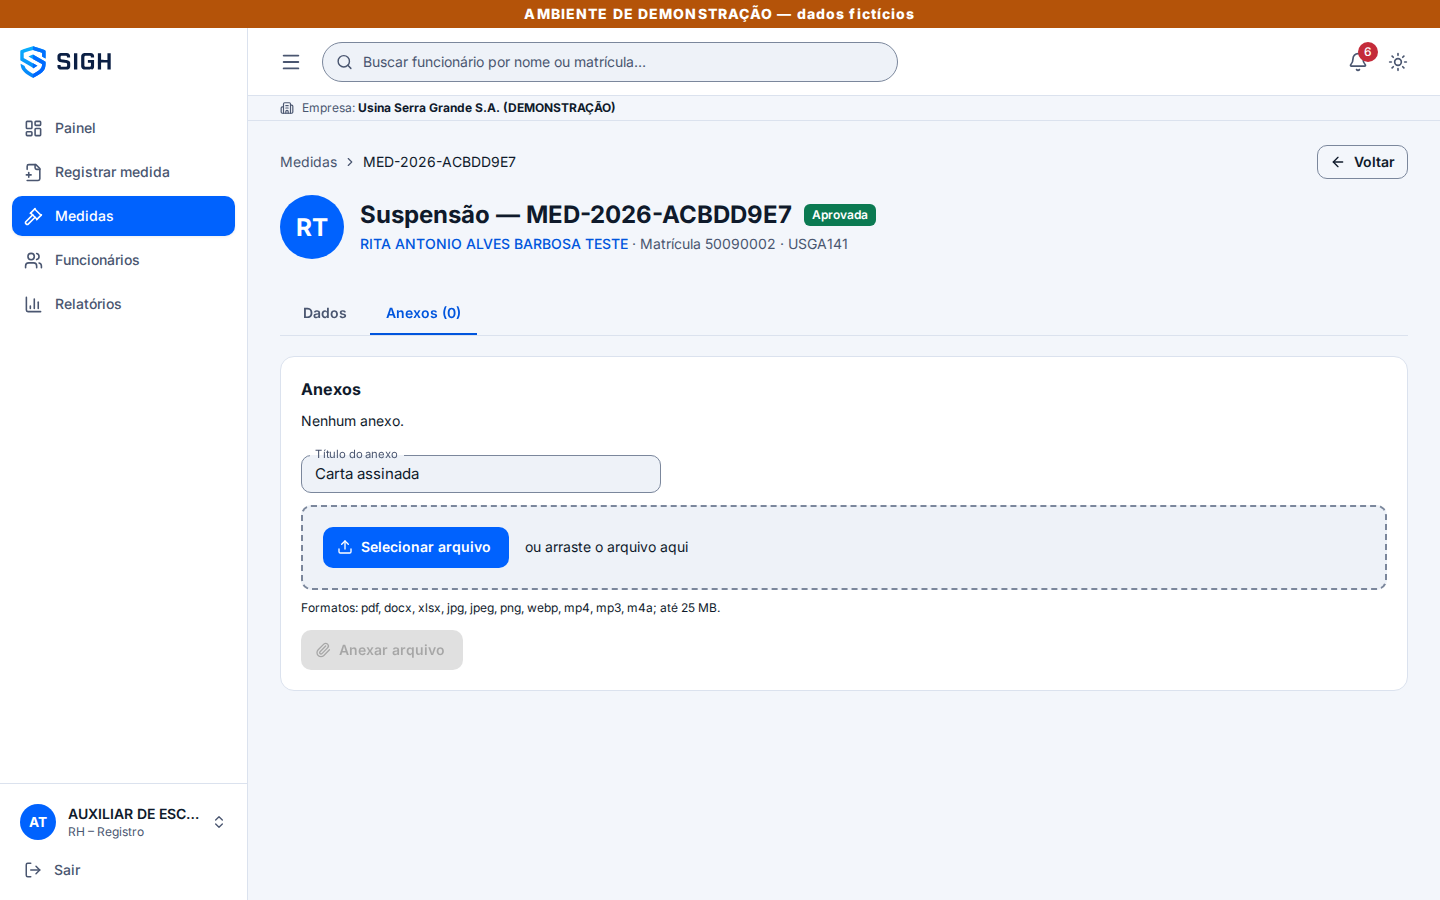 AMBIENTE DE DEMONSTRAÇÃO — dados fictícios
SIGH
Buscar funcionário por nome ou matrícula...
6
Empresa: Usina Serra Grande S.A. (DEMONSTRAÇÃO)
Painel
Registrar medida
Medidas
Funcionários
Relatórios
Medidas > MED-2026-ACBDD9E7
Voltar
RT
Suspensão — MED-2026-ACBDD9E7
Aprovada
RITA ANTONIO ALVES BARBOSA TESTE · Matrícula 50090002 · USGA141
Dados
Anexos (0)
Anexos
Nenhum anexo.
Título do anexo
Carta assinada
Selecionar arquivo
ou arraste o arquivo aqui
Formatos: pdf, docx, xlsx, jpg, jpeg, png, webp, mp4, mp3, m4a; até 25 MB.
Anexar arquivo
AT
AUXILIAR DE ESC...
RH – Registro
Sair